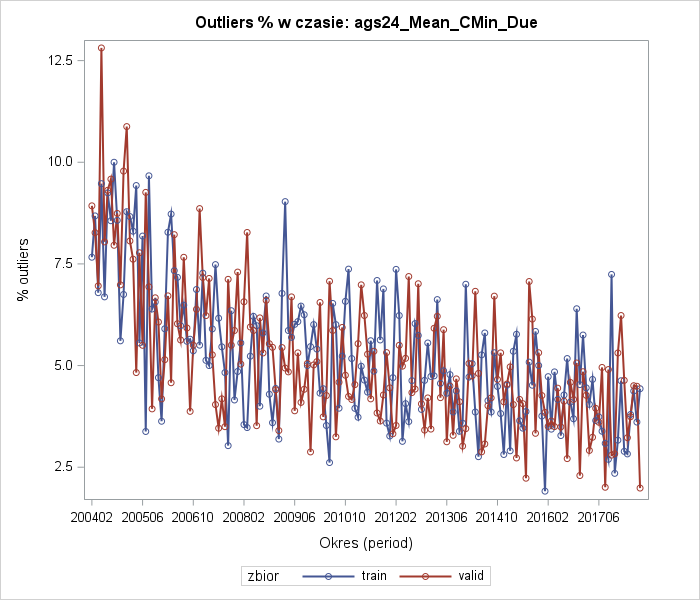 Outliers % w czasie: ags24_Mean_CMin_Due
% outliers
12.5
10.0
7.5
5.0
2.5
200402 200506 200610 200802 200906 201010 201202 201306 201410 201602 201706
Okres (period)
zbior train valid